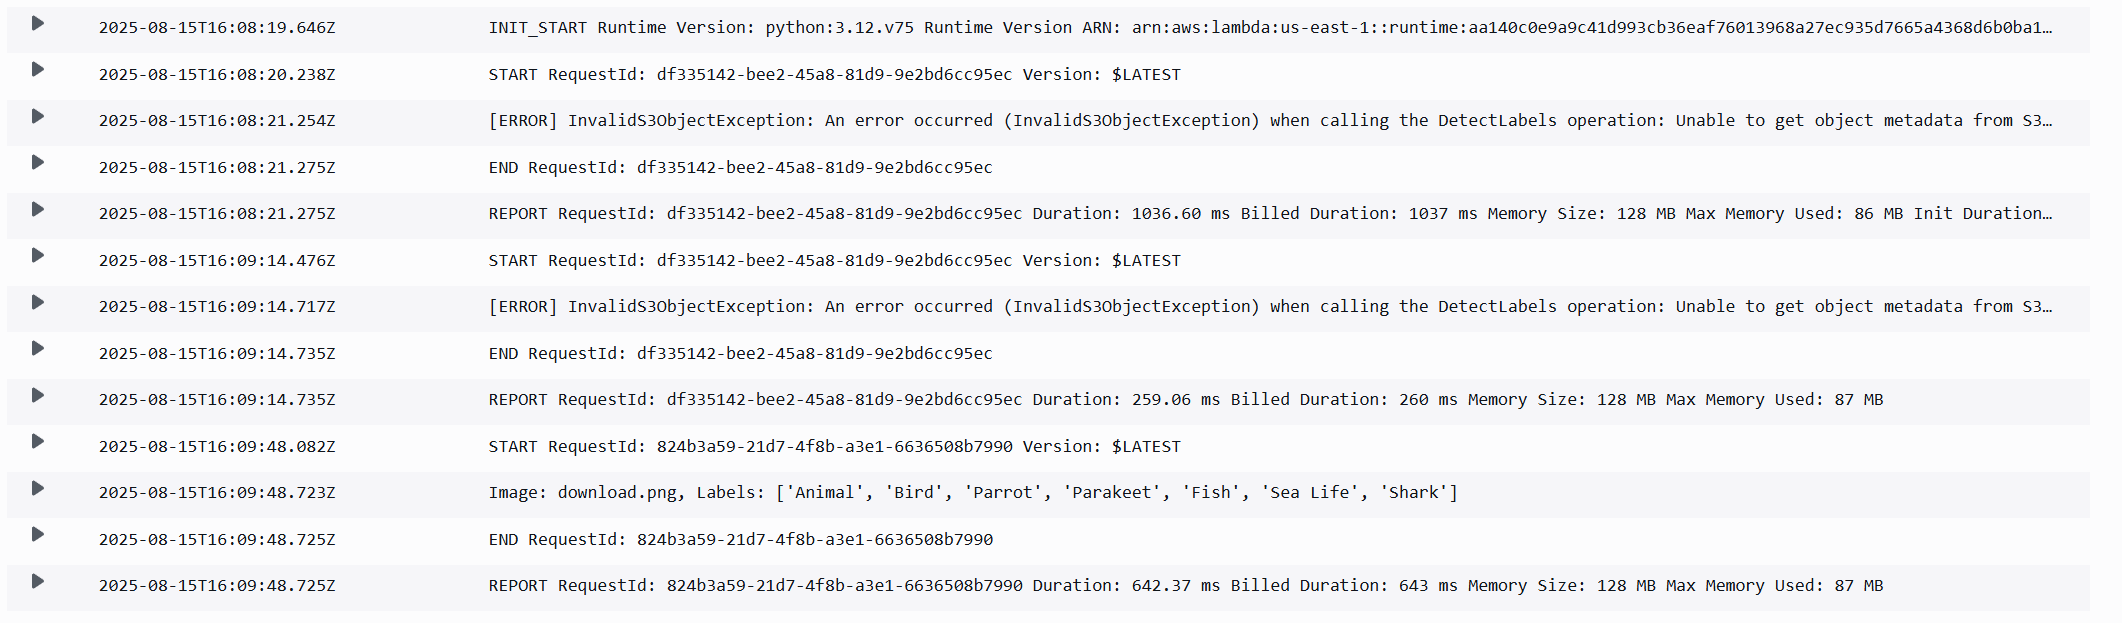 2025-08-15T16:08:19.646Z INIT_START Runtime Version: python:3.12.v75 Runtime Version ARN: arn:aws:lambda:us-east-1::runtime:aa140c0e9a9c41d993cb36eaf76013968a27ec935d7665a4368d6b0ba1…
2025-08-15T16:08:20.238Z START RequestId: df335142-bee2-45a8-81d9-9e2bd6cc95ec Version: $LATEST
2025-08-15T16:08:21.254Z [ERROR] InvalidS3ObjectException: An error occurred (InvalidS3ObjectException) when calling the DetectLabels operation: Unable to get object metadata from S3…
2025-08-15T16:08:21.275Z END RequestId: df335142-bee2-45a8-81d9-9e2bd6cc95ec
2025-08-15T16:08:21.275Z REPORT RequestId: df335142-bee2-45a8-81d9-9e2bd6cc95ec Duration: 1036.60 ms Billed Duration: 1037 ms Memory Size: 128 MB Max Memory Used: 86 MB Init Duration…
2025-08-15T16:09:14.476Z START RequestId: df335142-bee2-45a8-81d9-9e2bd6cc95ec Version: $LATEST
2025-08-15T16:09:14.717Z [ERROR] InvalidS3ObjectException: An error occurred (InvalidS3ObjectException) when calling the DetectLabels operation: Unable to get object metadata from S3…
2025-08-15T16:09:14.735Z END RequestId: df335142-bee2-45a8-81d9-9e2bd6cc95ec
2025-08-15T16:09:14.735Z REPORT RequestId: df335142-bee2-45a8-81d9-9e2bd6cc95ec Duration: 259.06 ms Billed Duration: 260 ms Memory Size: 128 MB Max Memory Used: 87 MB
2025-08-15T16:09:48.082Z START RequestId: 824b3a59-21d7-4f8b-a3e1-6636508b7990 Version: $LATEST
2025-08-15T16:09:48.723Z Image: download.png, Labels: ['Animal', 'Bird', 'Parrot', 'Parakeet', 'Fish', 'Sea Life', 'Shark']
2025-08-15T16:09:48.725Z END RequestId: 824b3a59-21d7-4f8b-a3e1-6636508b7990
2025-08-15T16:09:48.725Z REPORT RequestId: 824b3a59-21d7-4f8b-a3e1-6636508b7990 Duration: 642.37 ms Billed Duration: 643 ms Memory Size: 128 MB Max Memory Used: 87 MB